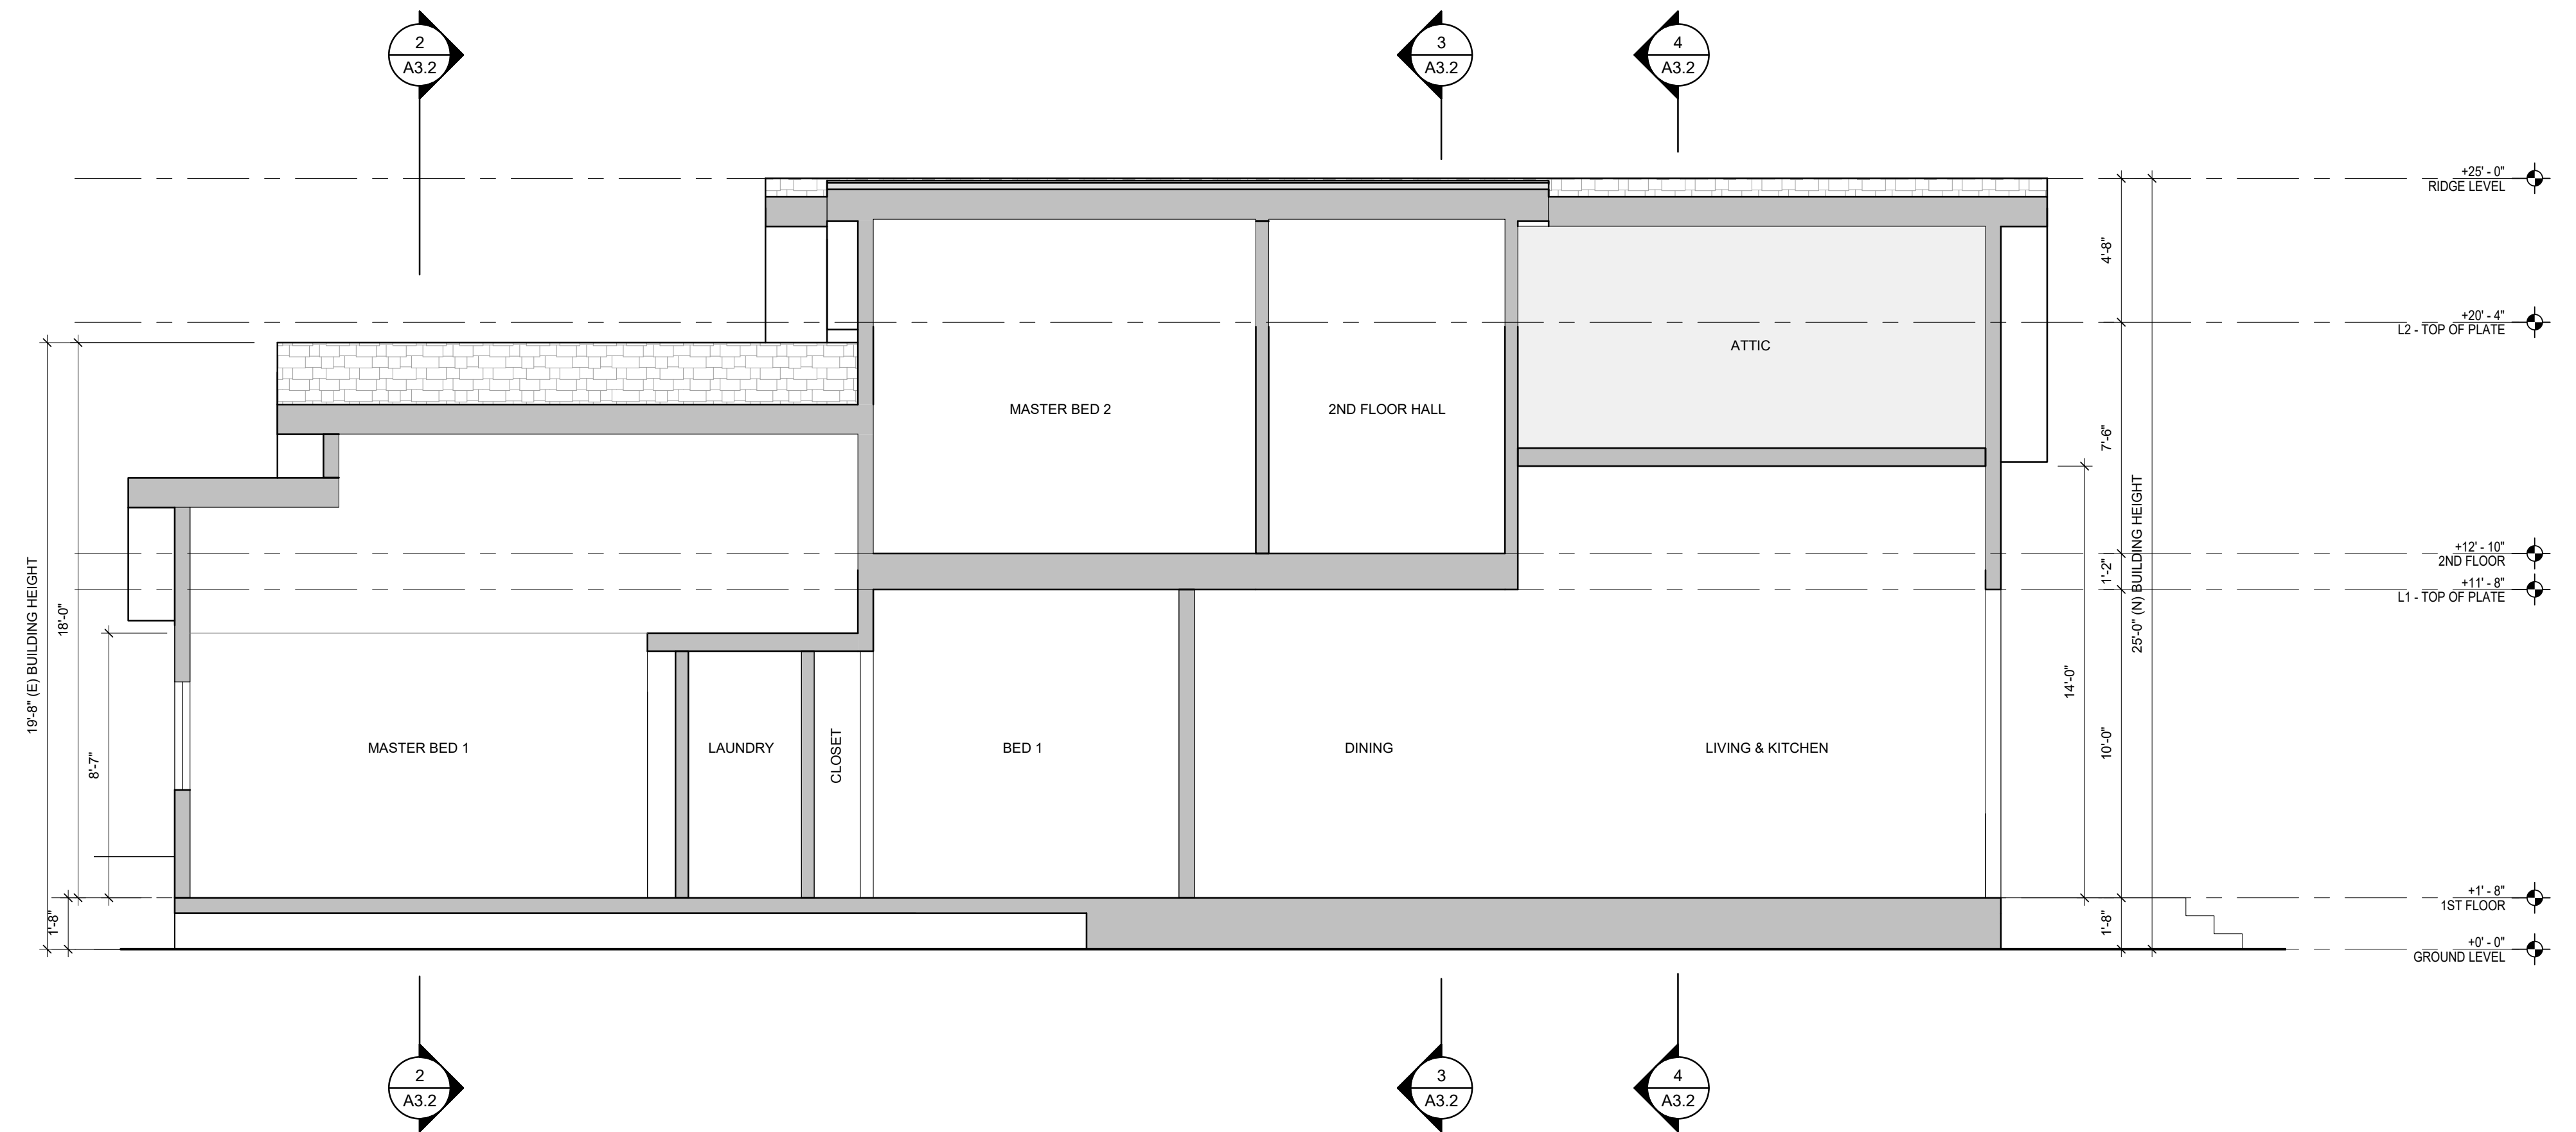 2
A3.2
3
A3.2
4
A3.2
+25' - 0"
RIDGE LEVEL
4'-8"
+20' - 4"
L2 - TOP OF PLATE
ATTIC
MASTER BED 2
2ND FLOOR HALL
7'-6"
+12' - 10"
2ND FLOOR
1'-2"
+11' - 8"
L1 - TOP OF PLATE
25'-0" (N) BUILDING HEIGHT
19'-8" (E) BUILDING HEIGHT
18'-0"
8'-7"
14'-0"
10'-0"
MASTER BED 1
LAUNDRY
CLOSET
BED 1
DINING
LIVING & KITCHEN
+1' - 8"
1ST FLOOR
1'-8"
1'-8"
+0' - 0"
GROUND LEVEL
2
A3.2
3
A3.2
4
A3.2